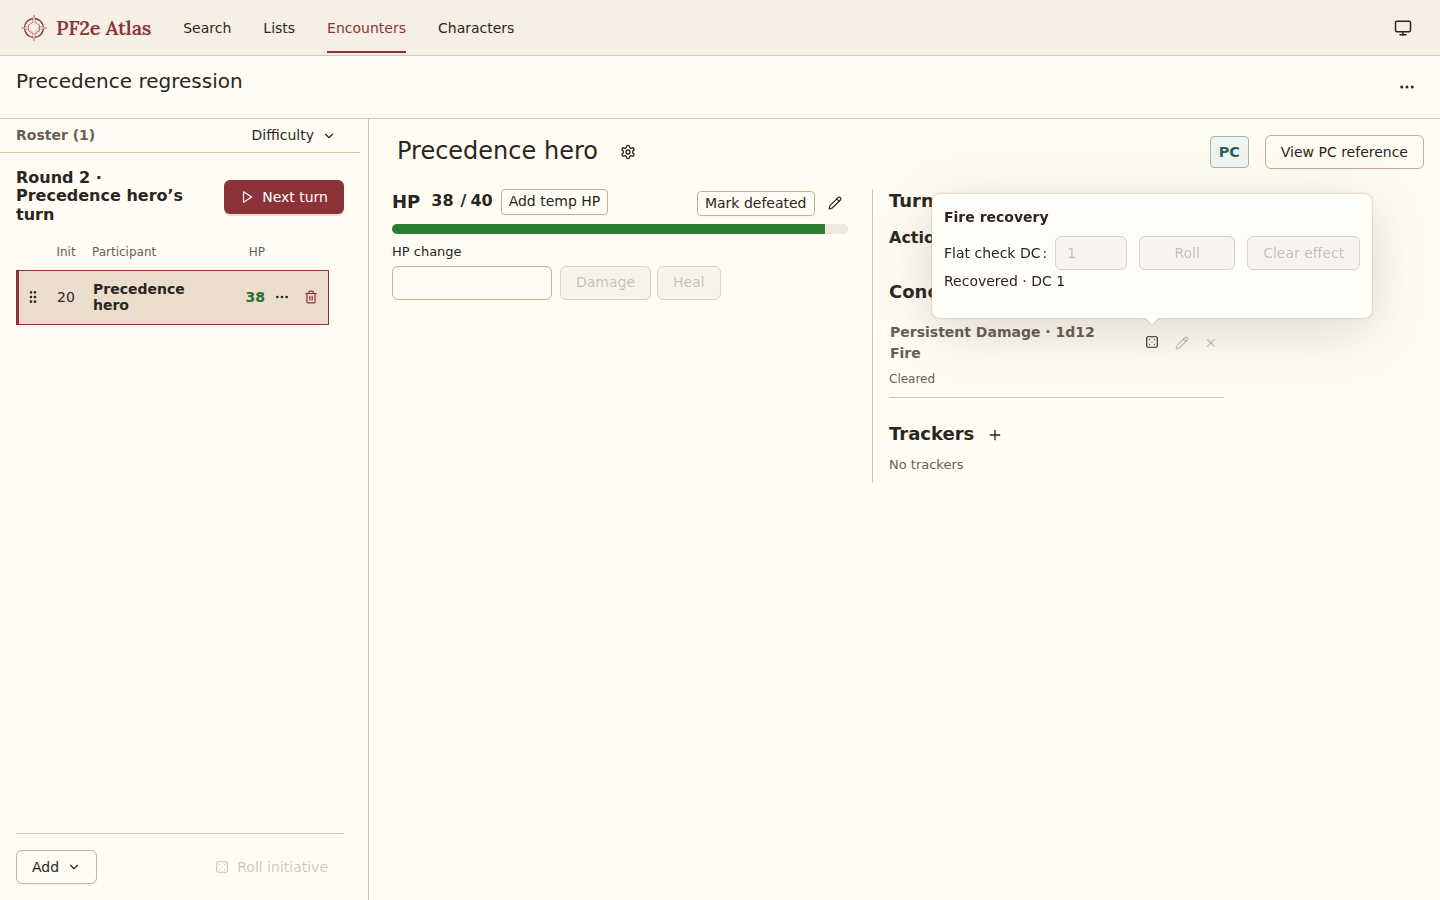 PF2e Atlas
Search
Lists
Encounters
Characters
Precedence regression
Roster (1)
Difficulty
Round 2 ·
Precedence hero’s
turn
Next turn
Init
Participant
HP
20
Precedence
hero
38
Add
Roll initiative
Precedence hero
PC
View PC reference
HP
38 / 40
Add temp HP
Mark defeated
HP change
Damage
Heal
Turn
Actio
Conc
Fire recovery
Flat check DC:
1
Roll
Clear effect
Recovered · DC 1
Persistent Damage · 1d12
Fire
Cleared
Trackers
No trackers